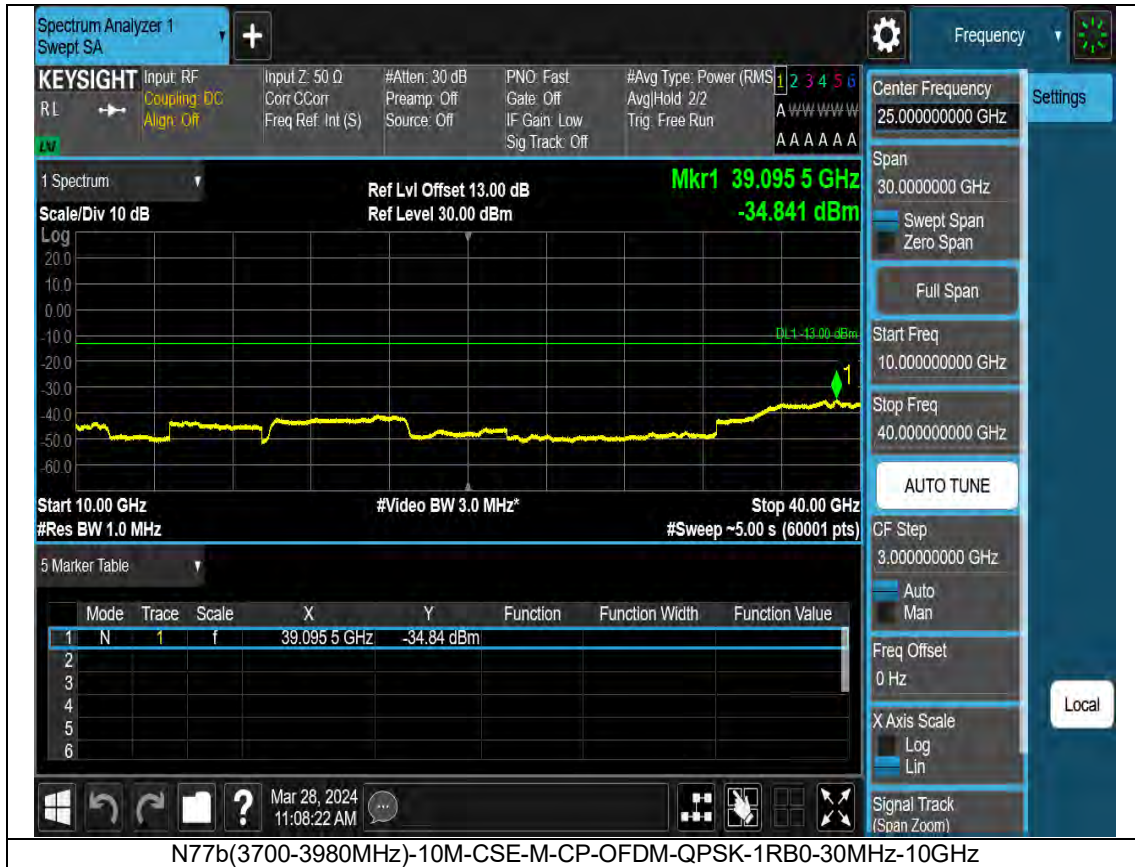 Spectrum Analyzer 1
Swept SA
+
Frequency
KEYSIGHT
RL
LXI
Input: RF
Coupling: DC
Align: Off
Input Z: 50 Ω
Corr CCorr
Freq Ref: Int (S)
#Atten: 30 dB
Preamp: Off
Source: Off
PNO: Fast
Gate: Off
IF Gain: Low
Sig Track: Off
#Avg Type: Power (RMS
Avg|Hold: 2/2
Trig: Free Run
1 2 3 4 5 6
A W W W W W
A A A A A A
1 Spectrum
Scale/Div 10 dB
Ref Lvl Offset 13.00 dB
Ref Level 30.00 dBm
Mkr1 39.095 5 GHz
-34.841 dBm
Log
20.0
10.0
0.00
-10.0
-20.0
-30.0
-40.0
-50.0
-60.0
DL1 -13.00 dBm
1
Start 10.00 GHz
#Res BW 1.0 MHz
#Video BW 3.0 MHz*
Stop 40.00 GHz
#Sweep ~5.00 s (60001 pts)
5 Marker Table
Mode Trace Scale X Y Function Function Width Function Value
1 N 1 f 39.095 5 GHz -34.84 dBm
2
3
4
5
6
Mar 28, 2024
11:08:22 AM
?
Center Frequency
25.000000000 GHz
Settings
Span
30.0000000 GHz
Swept Span
Zero Span
Full Span
Start Freq
10.000000000 GHz
Stop Freq
40.000000000 GHz
AUTO TUNE
CF Step
3.000000000 GHz
Auto
Man
Freq Offset
0 Hz
Local
X Axis Scale
Log
Lin
Signal Track
(Span Zoom)
N77b(3700-3980MHz)-10M-CSE-M-CP-OFDM-QPSK-1RB0-30MHz-10GHz